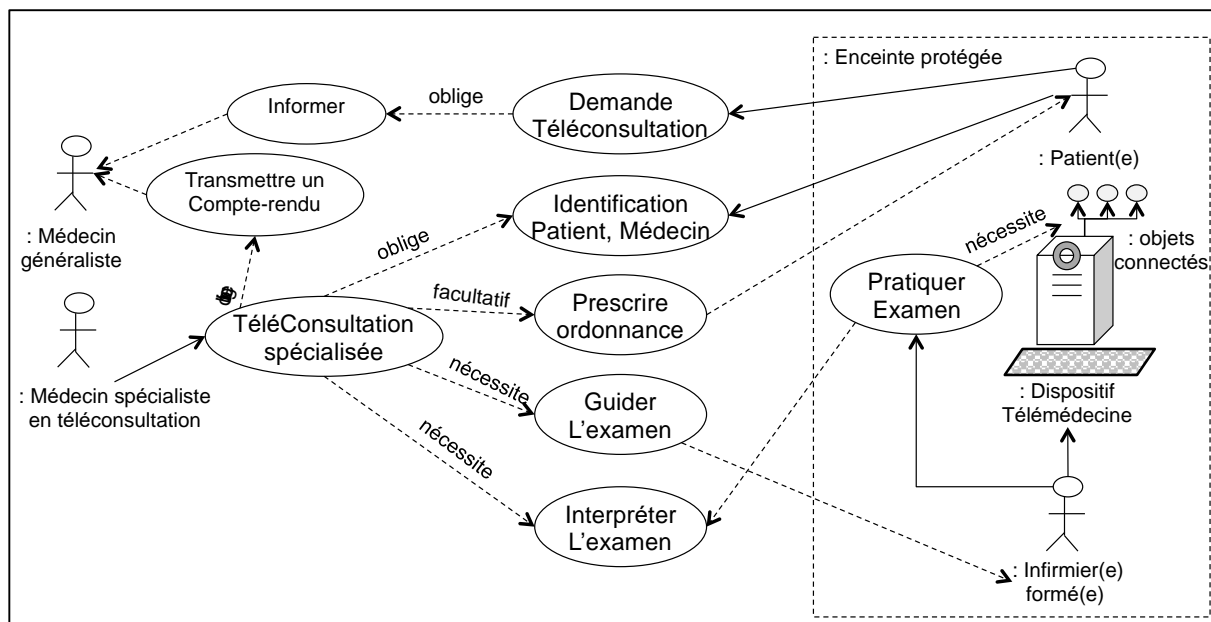 : Enceinte protégée
Informer
oblige
Demande
Téléconsultation
: Patient(e)
Transmettre un
Compte-rendu
: Médecin
généraliste
oblige
Identification
Patient, Médecin
nécessite
: objets
connectés
Pratiquer
Examen
facultatif
Prescrire
ordonnance
TéléConsultation
spécialisée
: Médecin spécialiste
en téléconsultation
nécessite
Guider
L'examen
: Dispositif
Télémédecine
nécessite
Interpréter
L'examen
: Infirmier(e)
formé(e)